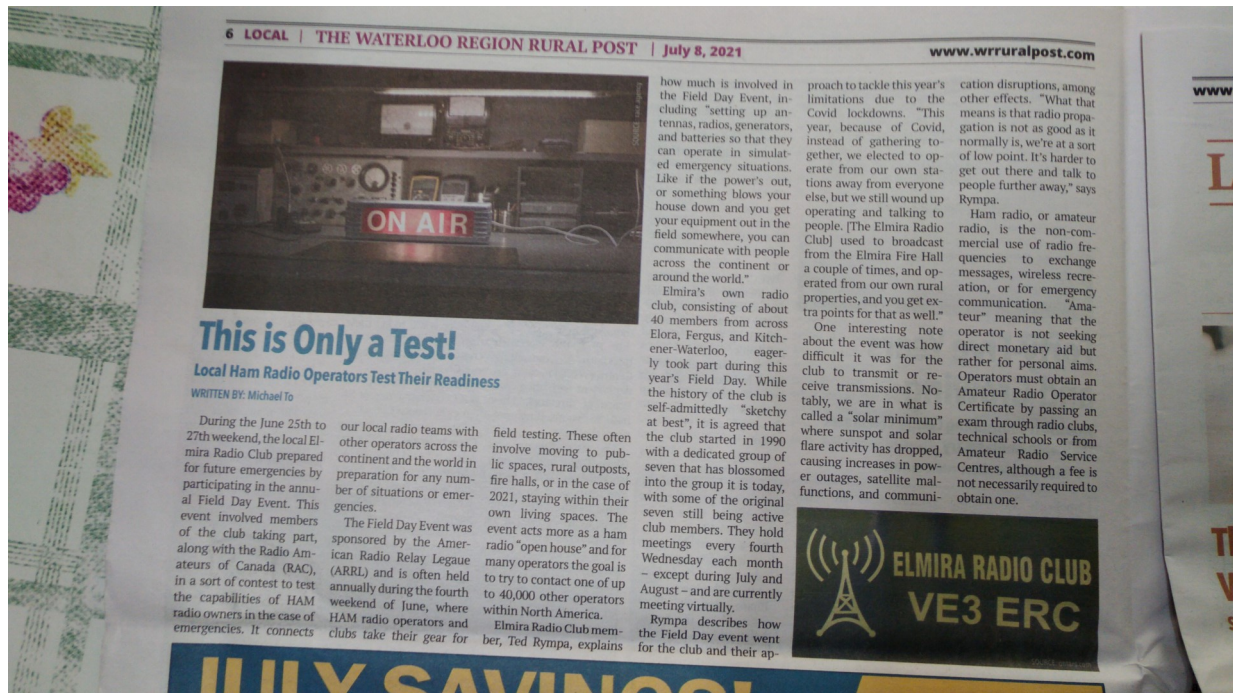 6 LOCAL | THE WATERLOO REGION RURAL POST | July 8, 2021
www.wrruralpost.com
ON AIR
This is Only a Test!
Local Ham Radio Operators Test Their Readiness
WRITTEN BY: Michael To
During the June 25th to
27th weekend, the local El-
mira Radio Club prepared
for future emergencies by
participating in the annu-
al Field Day Event. This
event involved members
of the club taking part,
along with the Radio Am-
ateurs of Canada (RAC),
in a sort of contest to test
the capabilities of HAM
radio owners in the case of
emergencies. It connects
our local radio teams with
other operators across the
continent and the world in
preparation for any num-
ber of situations or emer-
gencies.
The Field Day Event was
sponsored by the Amer-
ican Radio Relay Legaue
(ARRL) and is often held
annually during the fourth
weekend of June, where
HAM radio operators and
clubs take their gear for
field testing. These often
involve moving to pub-
lic spaces, rural outposts,
fire halls, or in the case of
2021, staying within their
own living spaces. The
event acts more as a ham
radio "open house" and for
many operators the goal is
to try to contact one of up
to 40,000 other operators
within North America.
Elmira Radio Club mem-
ber, Ted Rympa, explains
how much is involved in
the Field Day Event, in-
cluding "setting up an-
tennas, radios, generators,
and batteries so that they
can operate in simulat-
ed emergency situations.
Like if the power's out,
or something blows your
house down and you get
your equipment out in the
field somewhere, you can
communicate with people
across the continent or
around the world."
Elmira's own radio
club, consisting of about
40 members from across
Elora, Fergus, and Kitch-
ener-Waterloo, eager-
ly took part during this
year's Field Day. While
the history of the club is
self-admittedly "sketchy
at best", it is agreed that
the club started in 1990
with a dedicated group of
seven that has blossomed
into the group it is today,
with some of the original
seven still being active
club members. They hold
meetings every fourth
Wednesday each month
– except during July and
August – and are currently
meeting virtually.
Rympa describes how
the Field Day event went
for the club and their ap-
proach to tackle this year's
limitations due to the
Covid lockdowns. "This
year, because of Covid,
instead of gathering to-
gether, we elected to op-
erate from our own sta-
tions away from everyone
else, but we still wound up
operating and talking to
people. [The Elmira Radio
Club] used to broadcast
from the Elmira Fire Hall
a couple of times, and op-
erated from our own rural
properties, and you get ex-
tra points for that as well."
One interesting note
about the event was how
difficult it was for the
club to transmit or re-
ceive transmissions. No-
tably, we are in what is
called a "solar minimum"
where sunspot and solar
flare activity has dropped,
causing increases in pow-
er outages, satellite mal-
functions, and communi-
cation disruptions, among
other effects. "What that
means is that radio propa-
gation is not as good as it
normally is, we're at a sort
of low point. It's harder to
get out there and talk to
people further away," says
Rympa.
Ham radio, or amateur
radio, is the non-com-
mercial use of radio fre-
quencies to exchange
messages, wireless recre-
ation, or for emergency
communication. "Ama-
teur" meaning that the
operator is not seeking
direct monetary aid but
rather for personal aims.
Operators must obtain an
Amateur Radio Operator
Certificate by passing an
exam through radio clubs,
technical schools or from
Amateur Radio Service
Centres, although a fee is
not necessarily required to
obtain one.
ELMIRA RADIO CLUB
VE3 ERC
JULY SAVINGS!
www